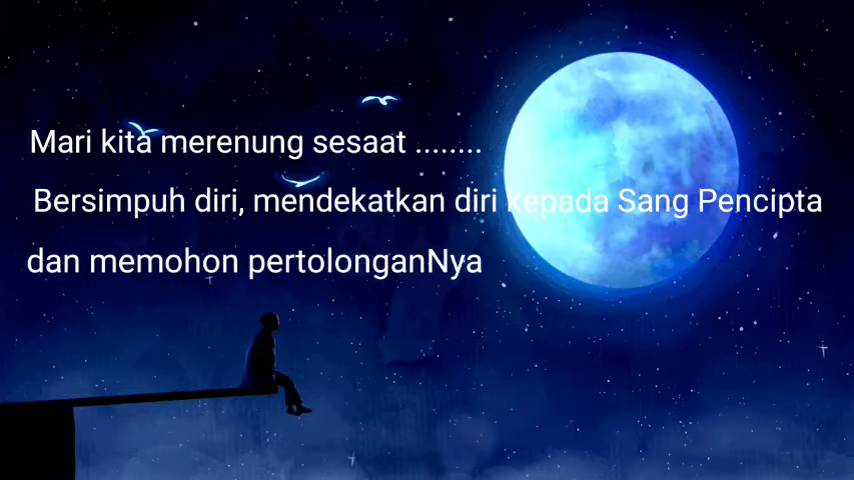 Mari kita merenung sesaat ........
Bersimpuh diri, mendekatkan diri kepada Sang Pencipta
dan memohon pertolonganNya